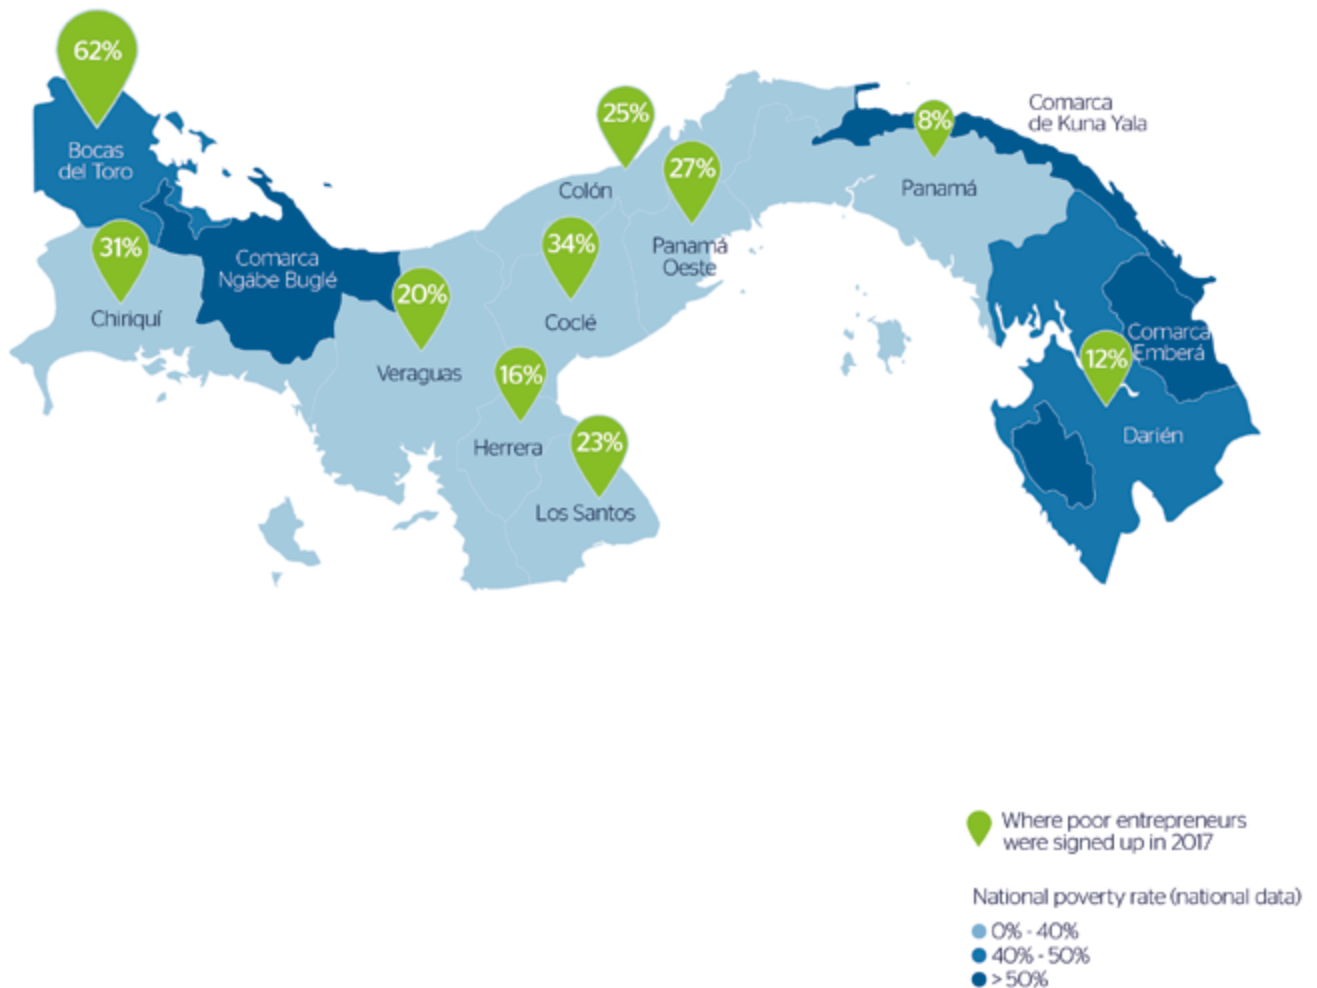 62%
Bocas
del Toro
31%
Chiriquí
Comarca
Ngäbe Buglé
20%
Veraguas
25%
Colón
27%
Panamá
Oeste
34%
Coclé
16%
Herrera
23%
Los Santos
8%
Panamá
Comarca
de Kuna Yala
Comarca
Emberá
12%
Darién
Where poor entrepreneurs
were signed up in 2017
National poverty rate (national data)
0% - 40%
40% - 50%
> 50%